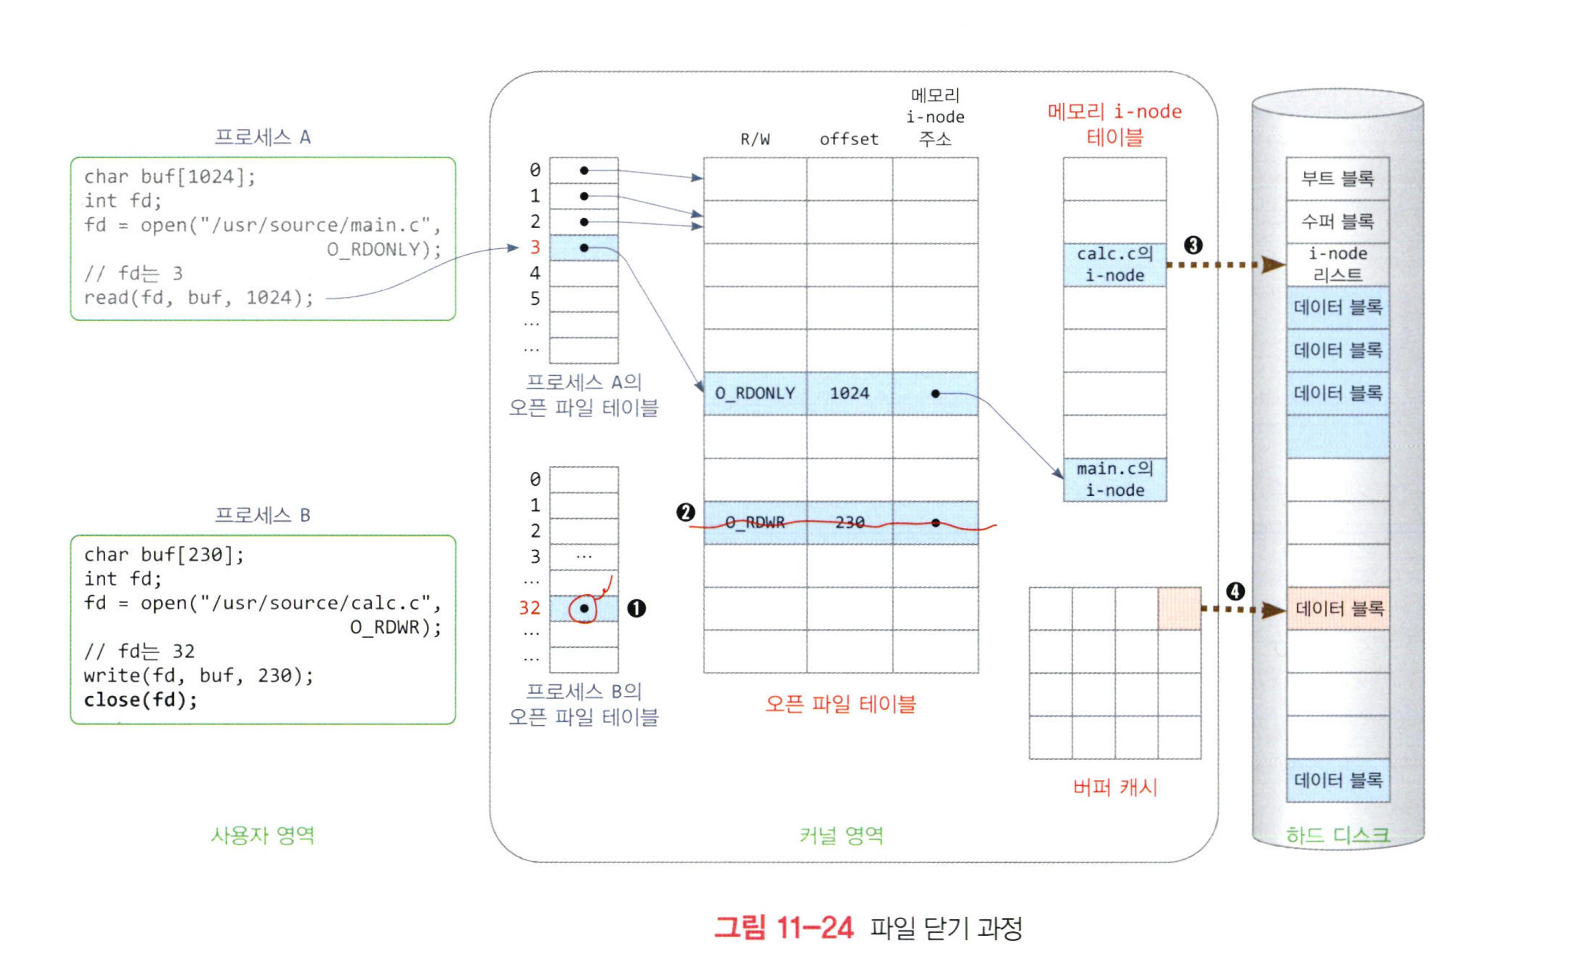 프로세스 A
char buf[1024];
int fd;
fd = open("/usr/source/main.c",
O_RDONLY);
// fd는 3
read(fd, buf, 1024);
프로세스 B
char buf[230];
int fd;
fd = open("/usr/source/calc.c",
O_RDWR);
// fd는 32
write(fd, buf, 230);
close(fd);
사용자 영역
0
1
2
3
4
5
...
...
프로세스 A의
오픈 파일 테이블
0
1
2
3 ...
...
32 ❶
...
...
프로세스 B의
오픈 파일 테이블
R/W offset 메모리
i-node
주소
O_RDONLY 1024
❷ O_RDWR 230
오픈 파일 테이블
메모리 i-node
테이블
calc.c의
i-node
❸
main.c의
i-node
❹
버퍼 캐시
커널 영역
부트 블록
수퍼 블록
i-node
리스트
데이터 블록
데이터 블록
데이터 블록
데이터 블록
데이터 블록
하드 디스크
그림 11-24 파일 닫기 과정